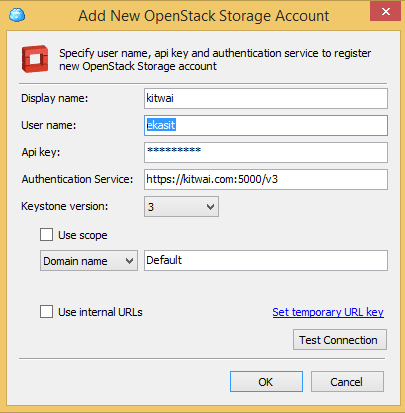 Add New OpenStack Storage Account
Specify user name, api key and authentication service to register
new OpenStack Storage account
Display name: kitwai
User name: ekasit
Api key: *********
Authentication Service: https://kitwai.com:5000/v3
Keystone version: 3
Use scope
Domain name Default
Use internal URLs Set temporary URL key
Test Connection
OK Cancel